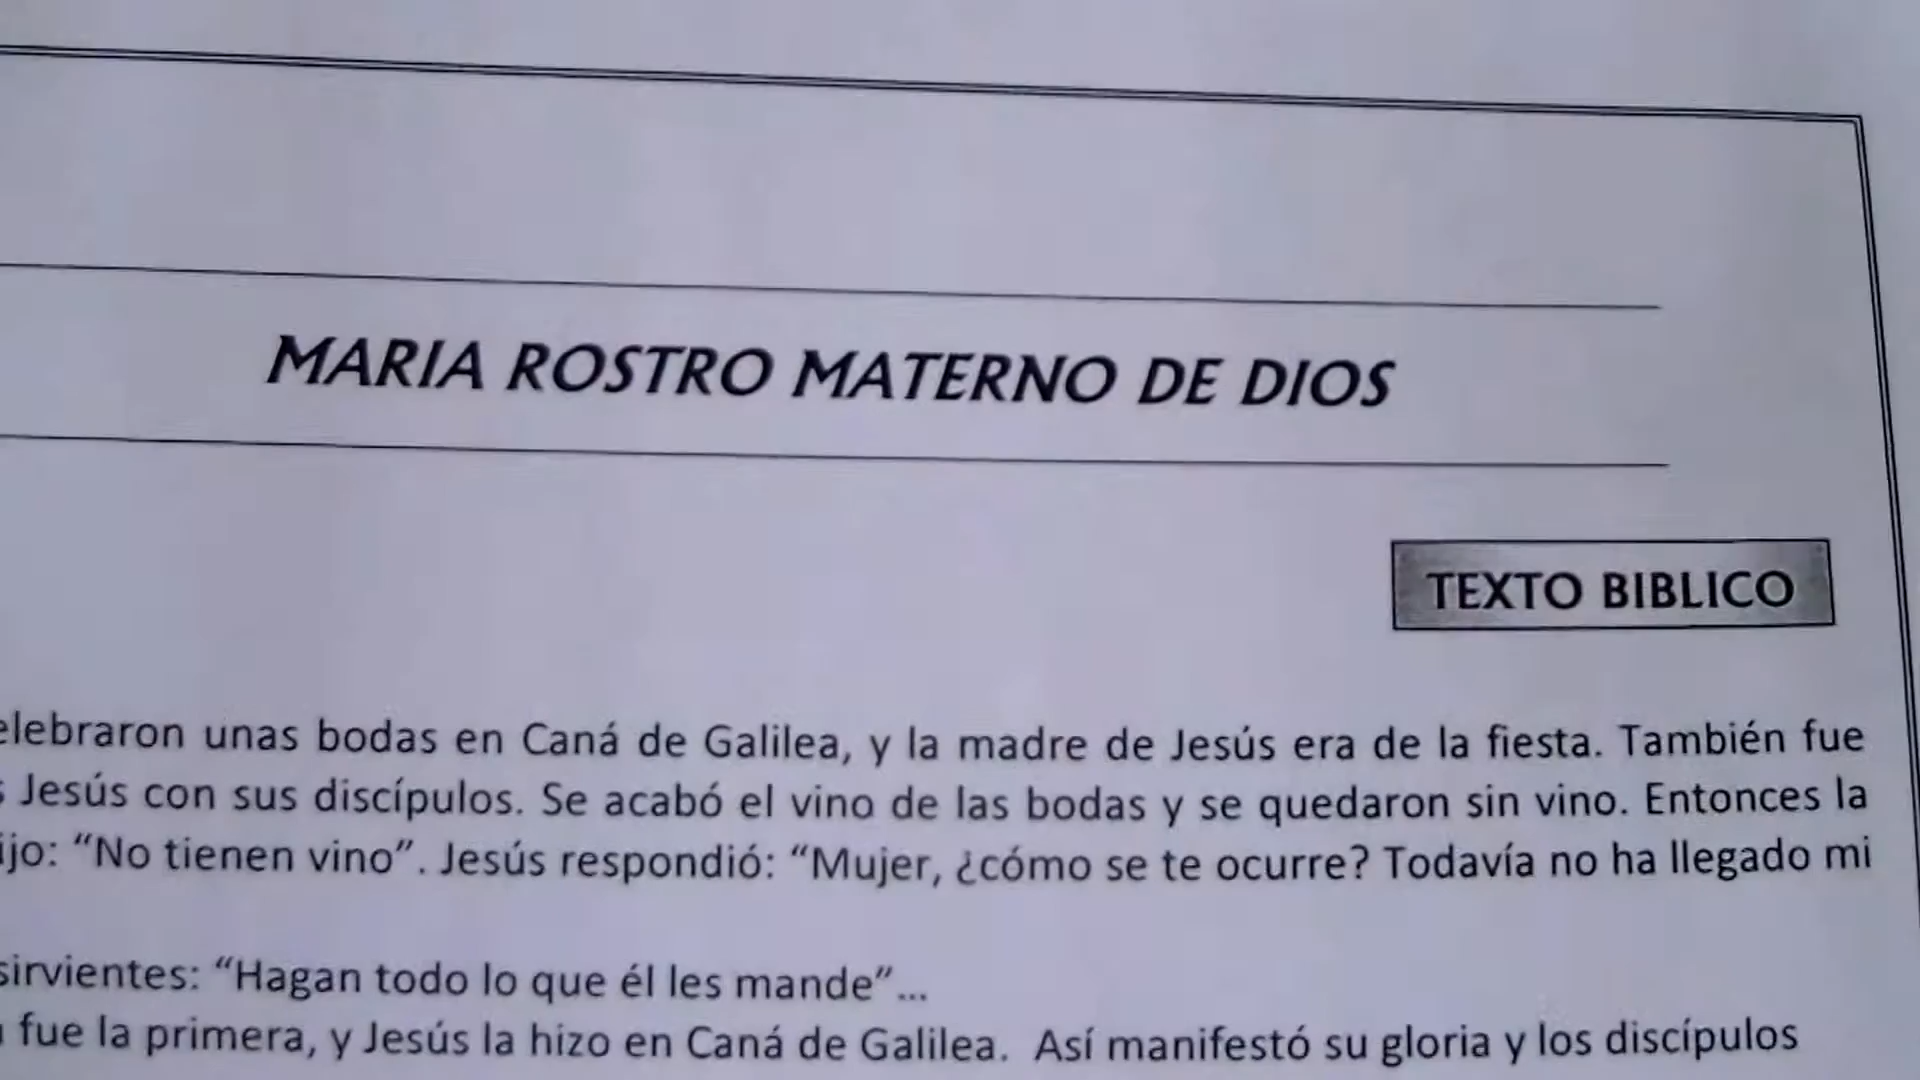 MARIA ROSTRO MATERNO DE DIOS
TEXTO BIBLICO
elebraron unas bodas en Caná de Galilea, y la madre de Jesús era de la fiesta. También fue
Jesús con sus discípulos. Se acabó el vino de las bodas y se quedaron sin vino. Entonces la
ijo: “No tienen vino”. Jesús respondió: “Mujer, ¿cómo se te ocurre? Todavía no ha llegado mi
sirvientes: “Hagan todo lo que él les mande”...
fue la primera, y Jesús la hizo en Caná de Galilea. Así manifestó su gloria y los discípulos